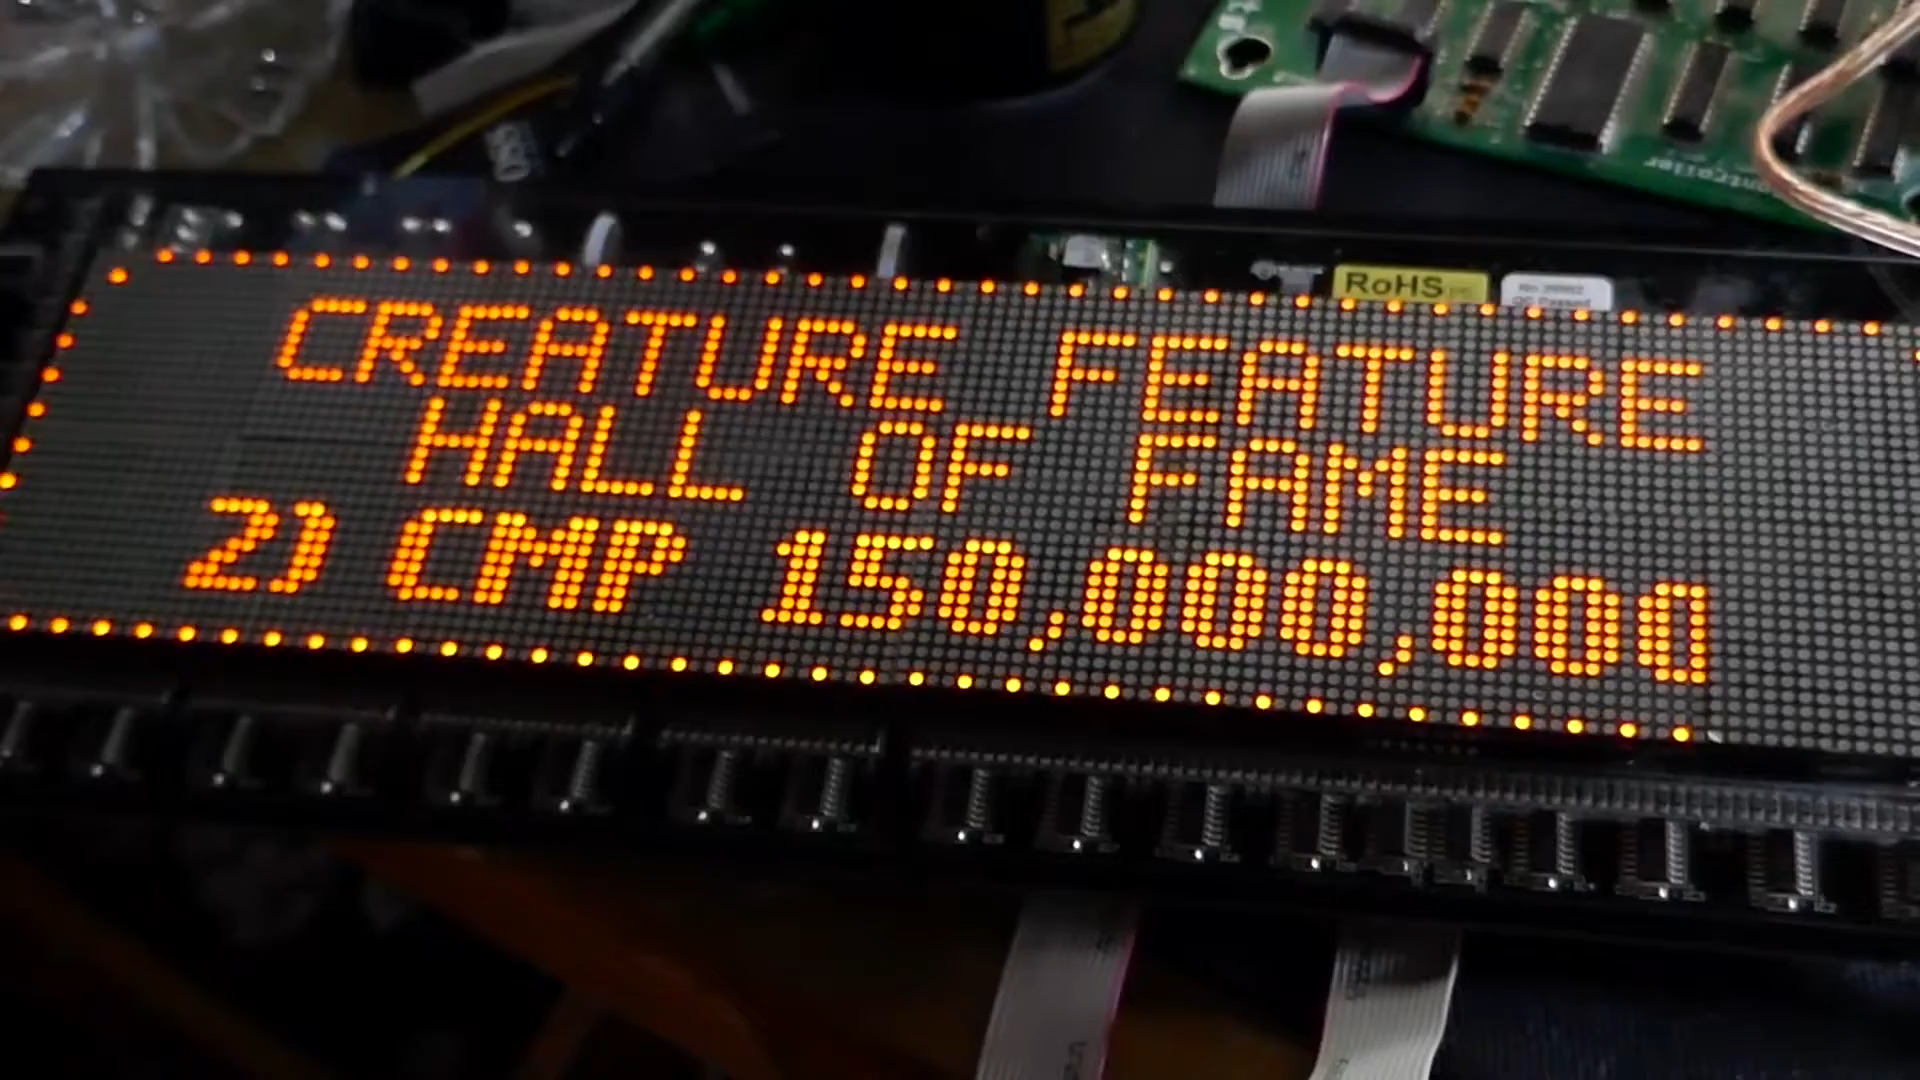 RoHS
CREATURE FEATURE
HALL OF FAME
2) CMP 150,000,000